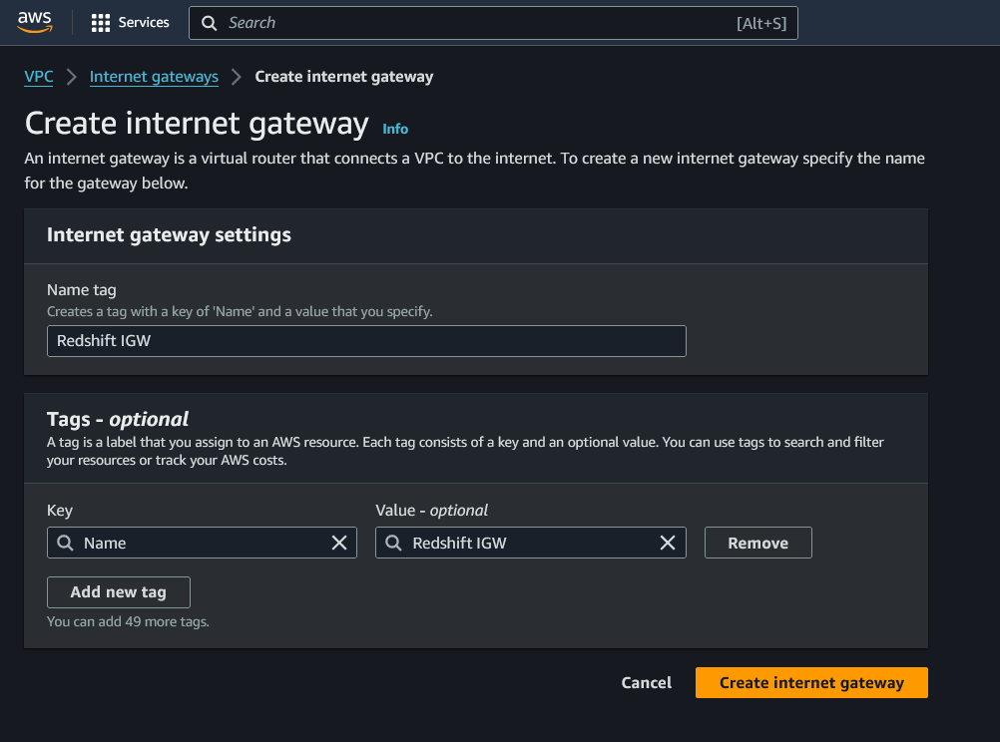 aws
Services
Search
[Alt+S]
VPC > Internet gateways > Create internet gateway
Create internet gateway Info
An internet gateway is a virtual router that connects a VPC to the internet. To create a new internet gateway specify the name
for the gateway below.
Internet gateway settings
Name tag
Creates a tag with a key of 'Name' and a value that you specify.
Redshift IGW
Tags - optional
A tag is a label that you assign to an AWS resource. Each tag consists of a key and an optional value. You can use tags to search and filter
your resources or track your AWS costs.
Key
Value - optional
Name
Redshift IGW
Remove
Add new tag
You can add 49 more tags.
Cancel
Create internet gateway